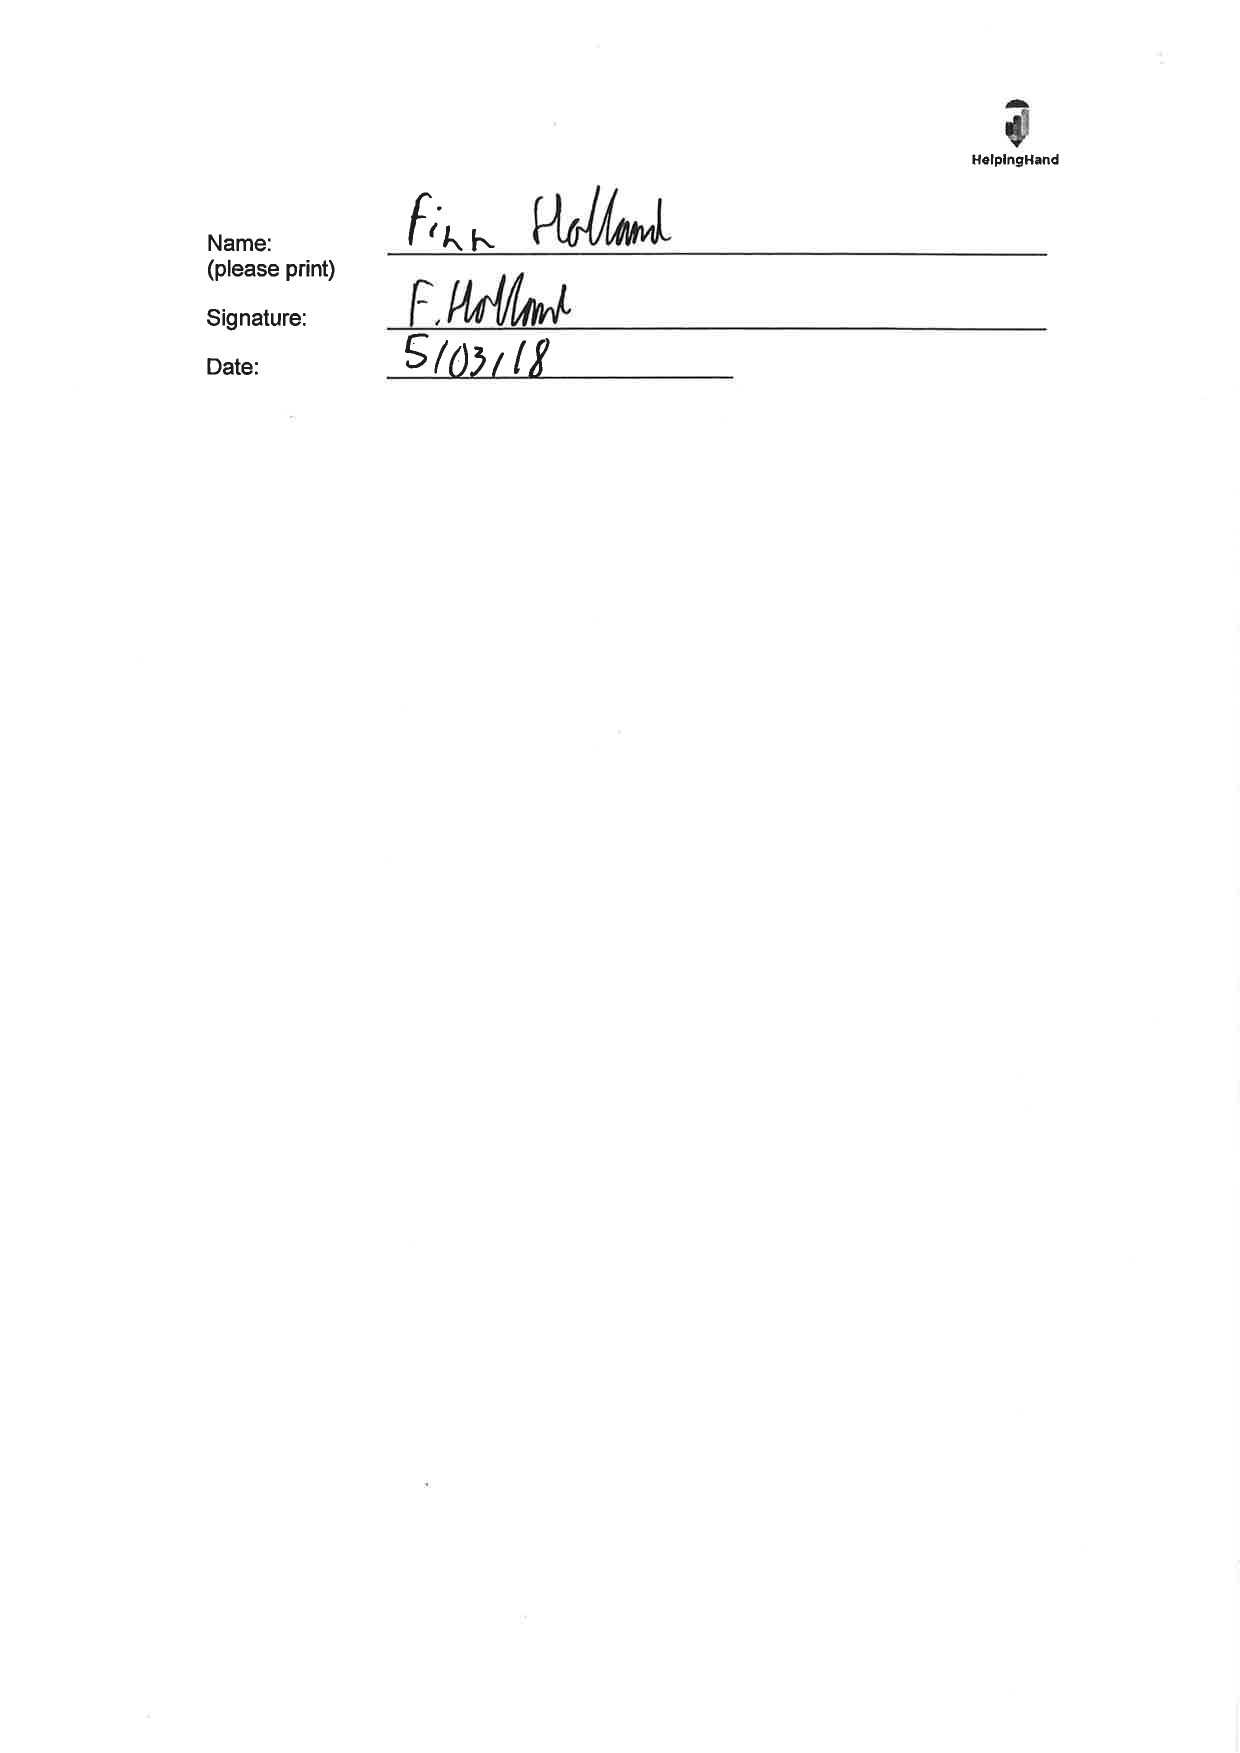 HelpingHand
Name: Finn Holland
(please print)
Signature: F. Holland
Date: 5/03/18